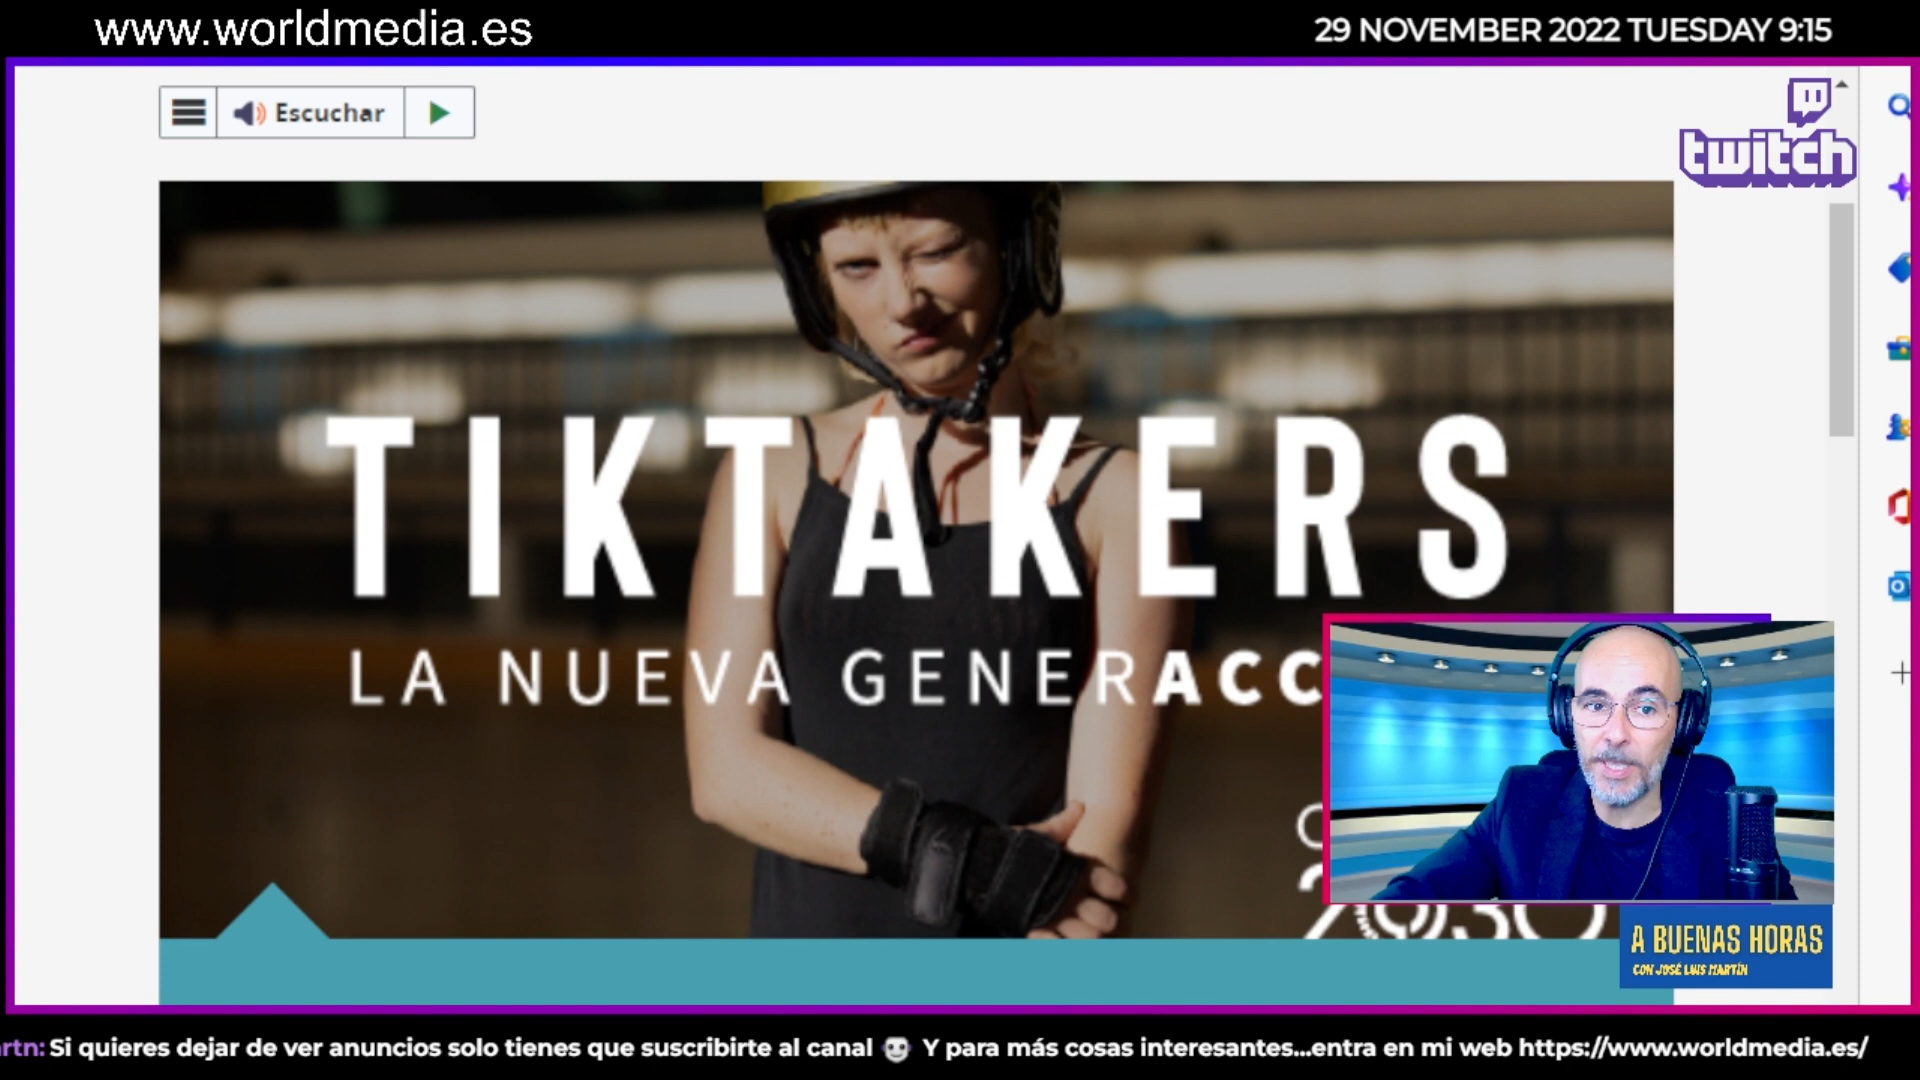 www.worldmedia.es
29 NOVEMBER 2022 TUESDAY 9:15
Escuchar
twitch
TIKTAKERS
LA NUEVA GENERACC
2030
A BUENAS HORAS
CON JOSÉ LUIS MARTÍN
rtn: Si quieres dejar de ver anuncios solo tienes que suscribirte al canal Y para más cosas interesantes...entra en mi web https://www.worldmedia.es/